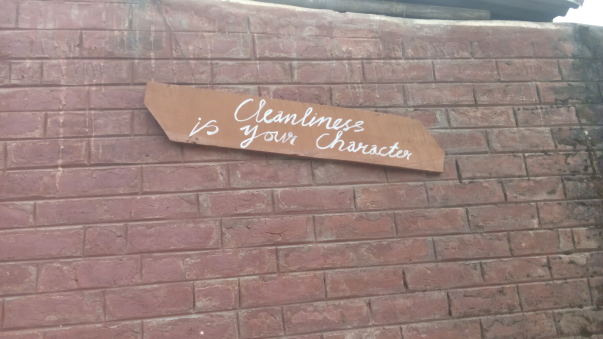 Cleanliness
is your Character